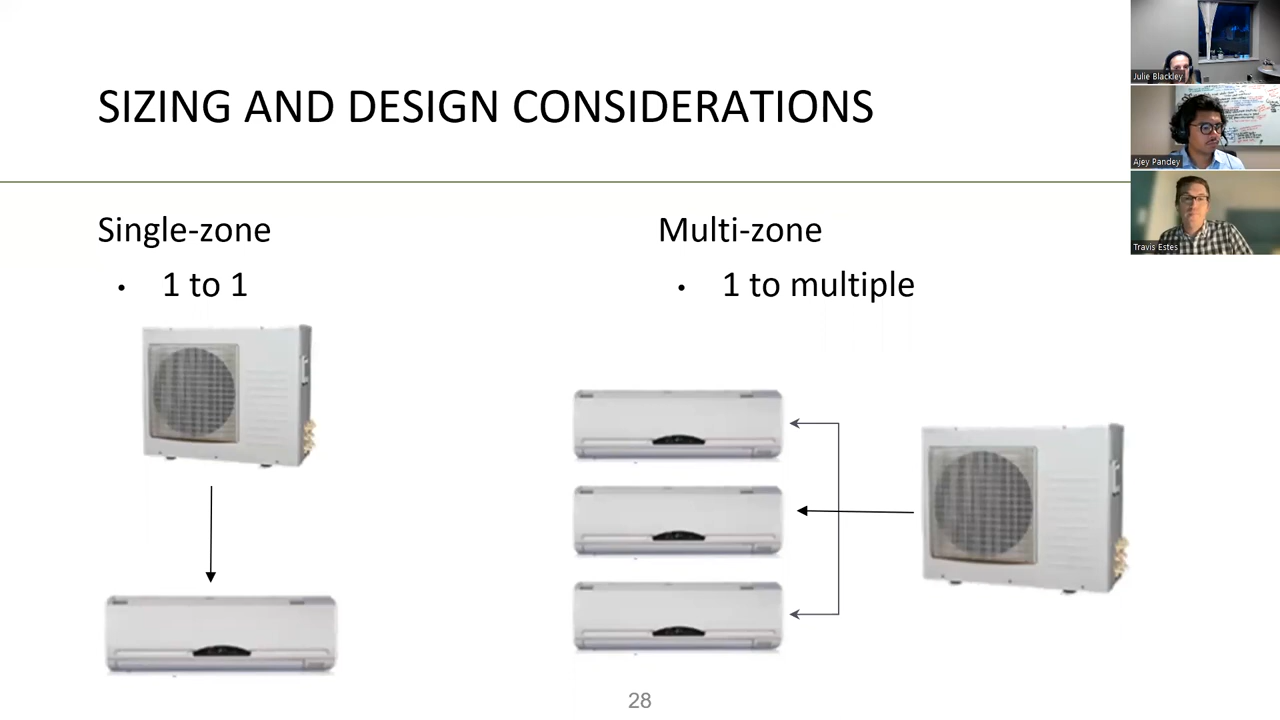 SIZING AND DESIGN CONSIDERATIONS
Single-zone
• 1 to 1
Multi-zone
• 1 to multiple
28
Julie Blackley
Ajey Pandey
Travis Estes